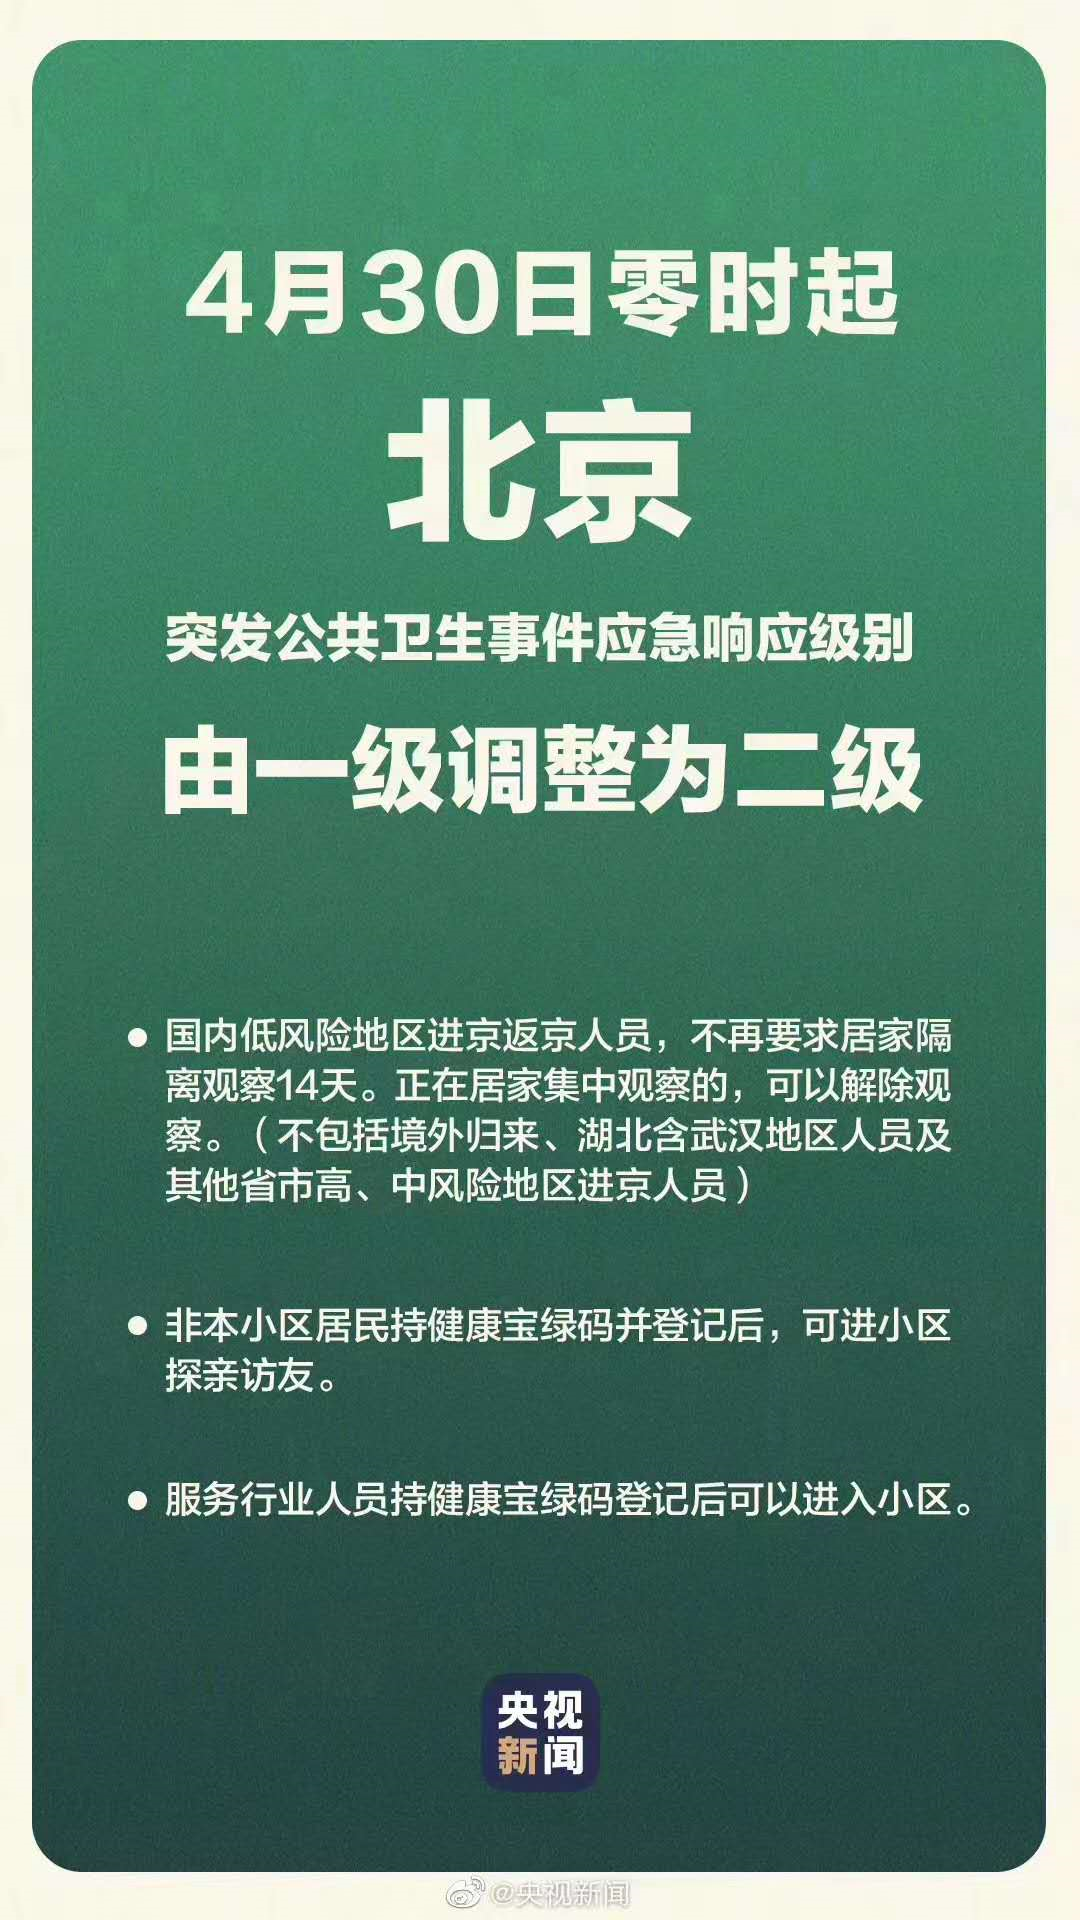 4月30日零时起
北京
突发公共卫生事件应急响应级别
由一级调整为二级
● 国内低风险地区进京返京人员，不再要求居家隔
离观察14天。正在居家集中观察的，可以解除观
察。（不包括境外归来、湖北含武汉地区人员及
其他省市高、中风险地区进京人员）
● 非本小区居民持健康宝绿码并登记后，可进小区
探亲访友。
● 服务行业人员持健康宝绿码登记后可以进入小区。
央视
新闻
@央视新闻